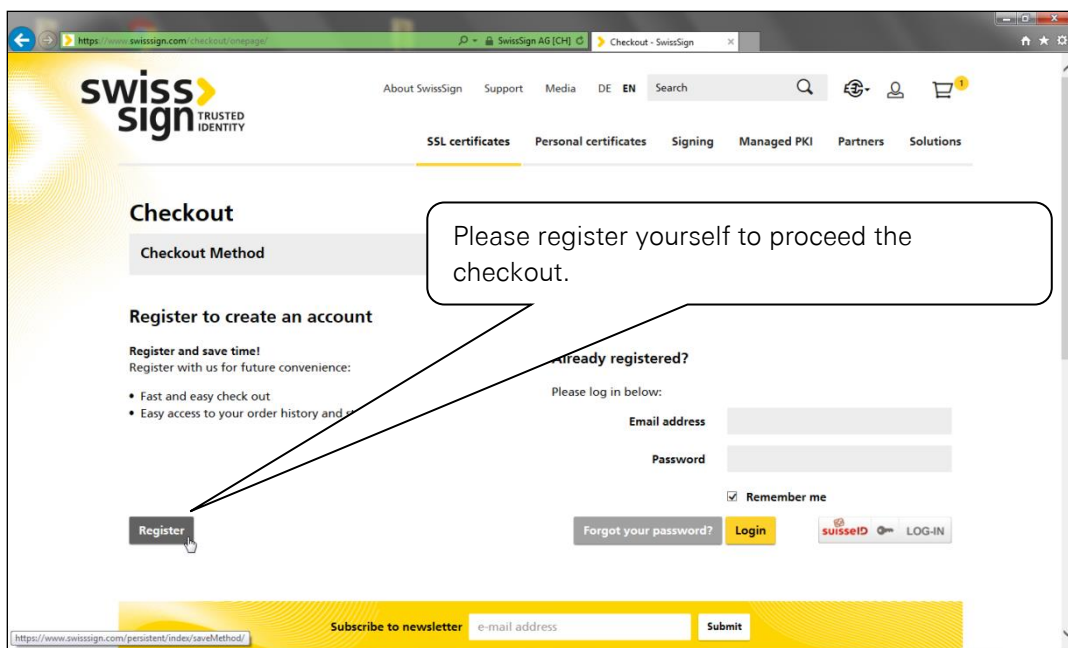 https://www.swisssign.com/checkout/onepage/
SwissSign AG [CH]
Checkout - SwissSign
swiss
sign TRUSTED IDENTITY
About SwissSign Support Media DE EN Search
1
SSL certificates Personal certificates Signing Managed PKI Partners Solutions
Checkout
Checkout Method
Please register yourself to proceed the
checkout.
Register to create an account
Register and save time!
Register with us for future convenience:
• Fast and easy check out
• Easy access to your order history and
Already registered?
Please log in below:
Email address
Password
Remember me
Register
Forgot your password?
Login
suisseID LOG-IN
Subscribe to newsletter e-mail address Submit
https://www.swisssign.com/persistent/index/saveMethod/